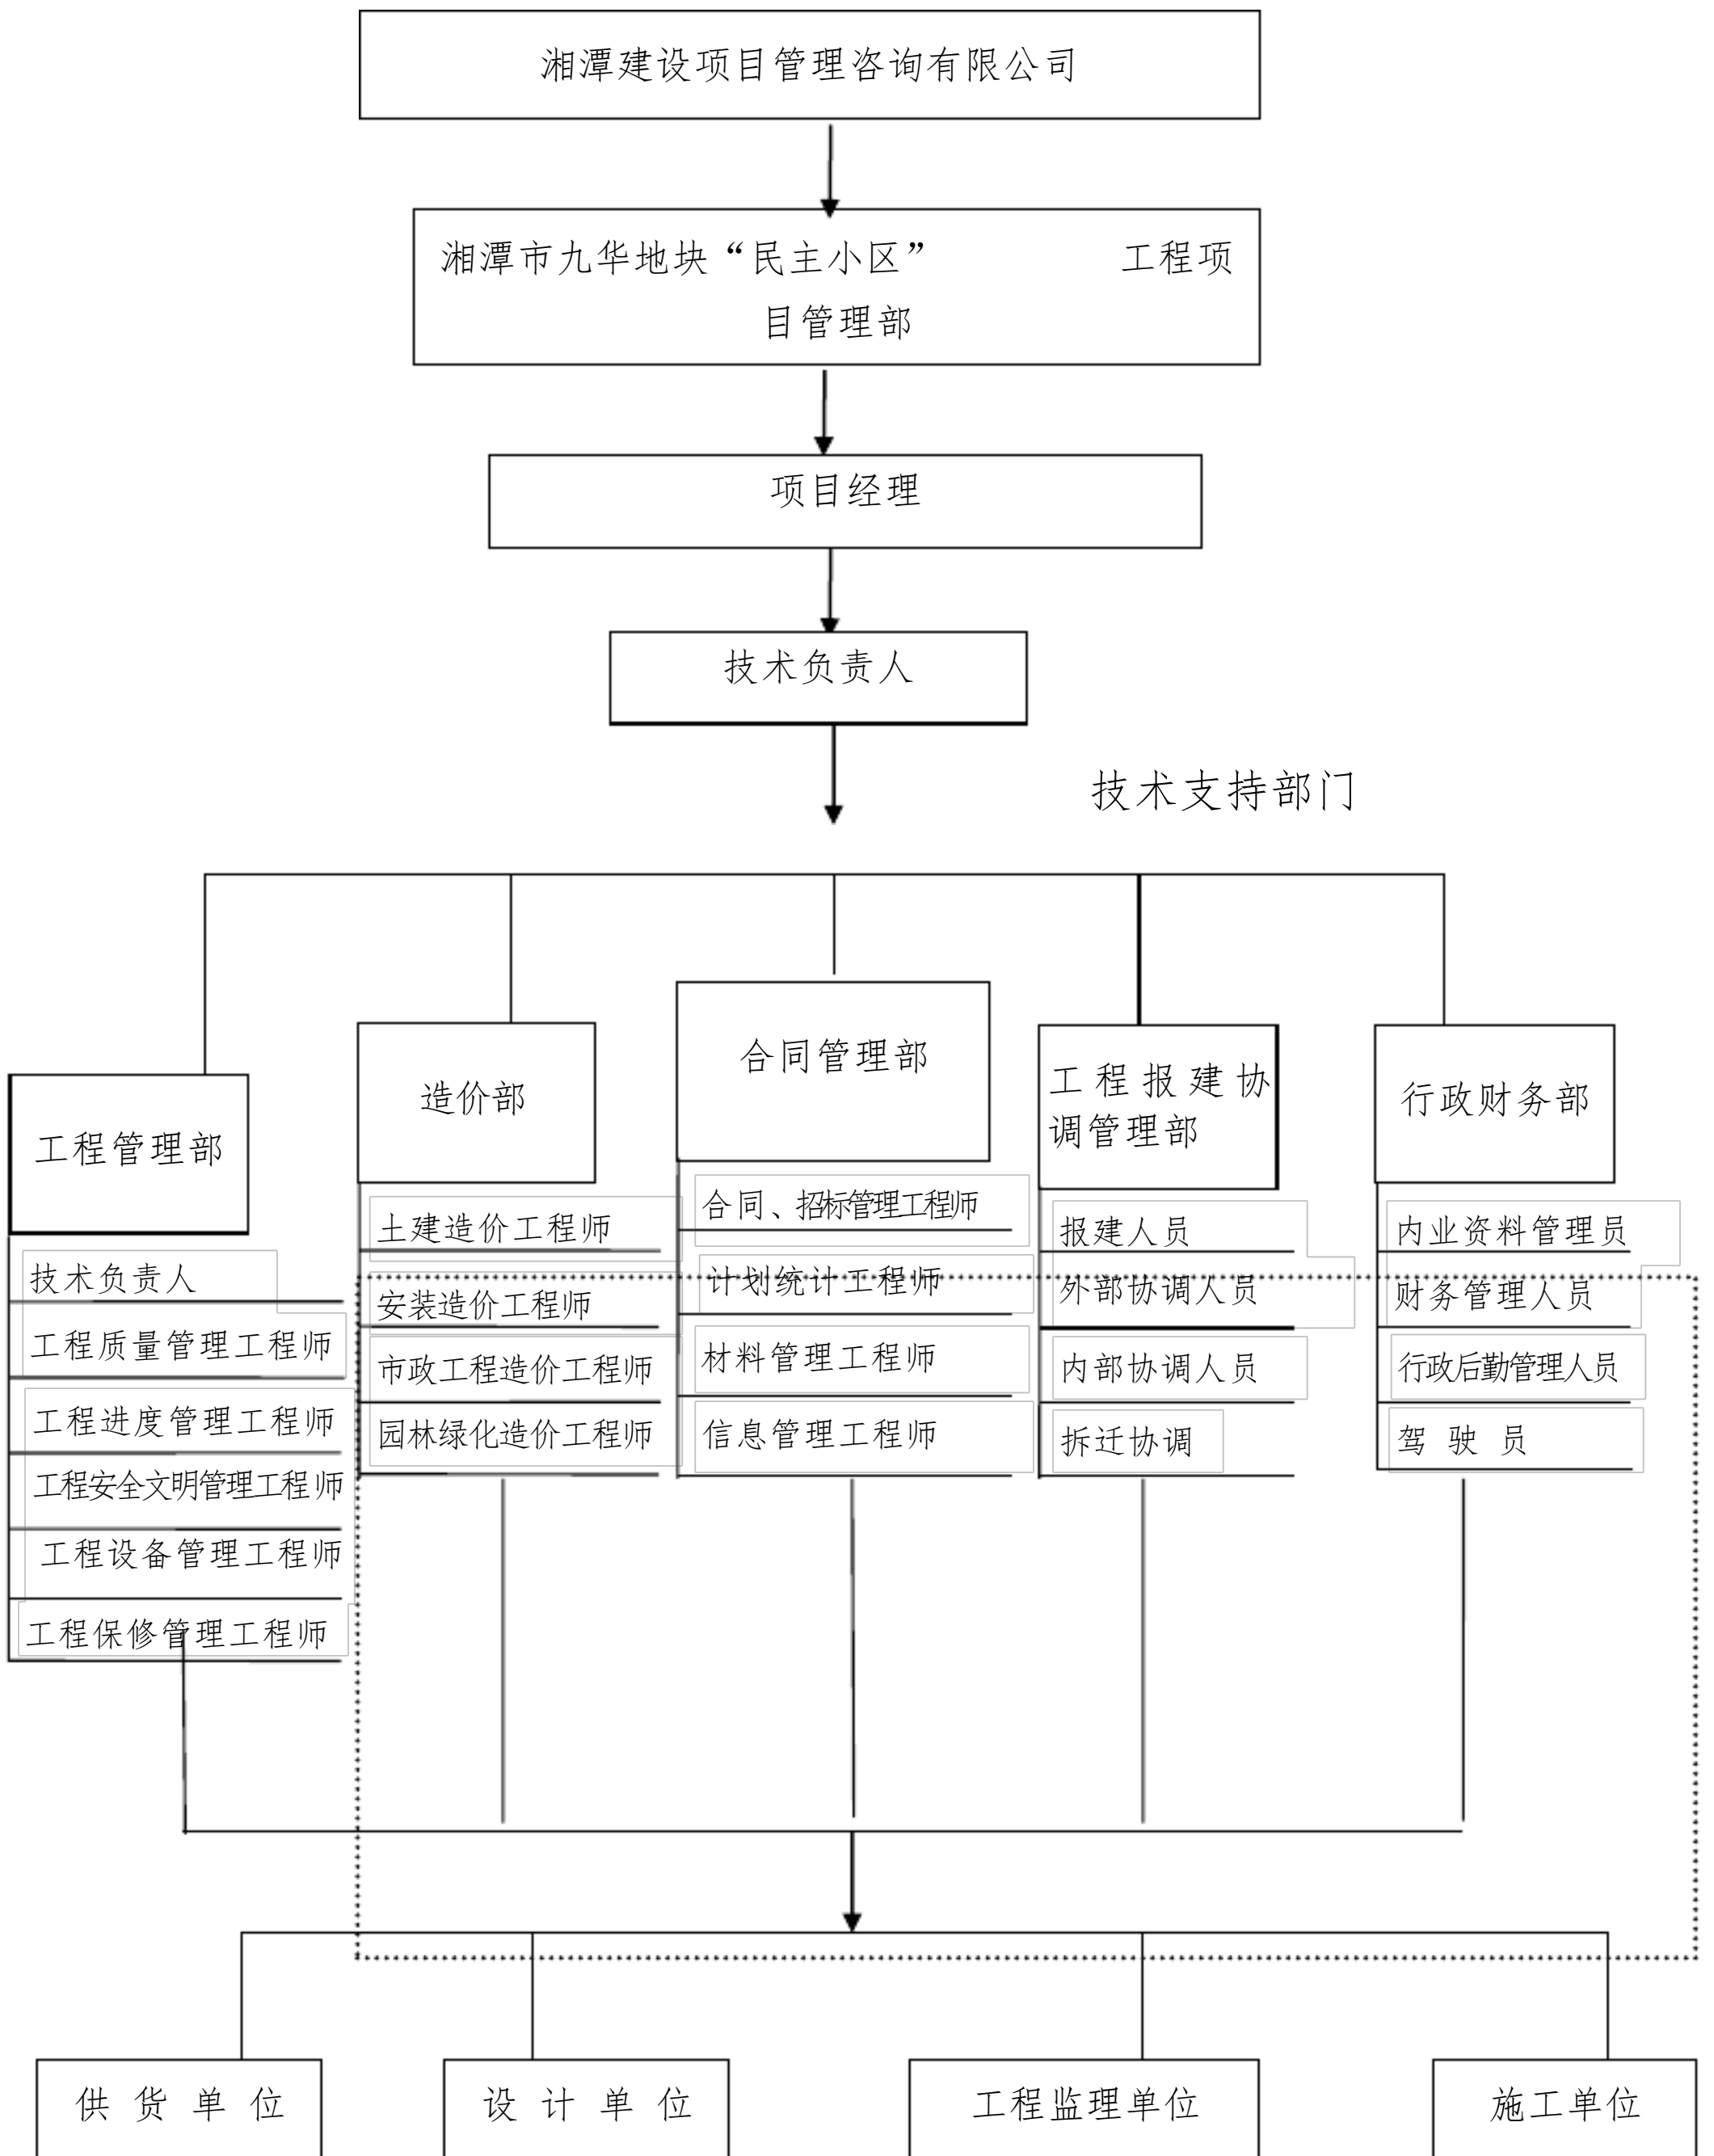 湘潭建设项目管理咨询有限公司
湘潭市九华地块“民主小区” 工程项
目管理部
项目经理
技术负责人
技术支持部门
工程管理部
技术负责人
工程质量管理工程师
工程进度管理工程师
工程安全文明管理工程师
工程设备管理工程师
工程保修管理工程师
造价部
土建造价工程师
安装造价工程师
市政工程造价工程师
园林绿化造价工程师
合同管理部
合同、招标管理工程师
计划统计工程师
材料管理工程师
信息管理工程师
工程报建协
调管理部
报建人员
外部协调人员
内部协调人员
拆迁协调
行政财务部
内业资料管理员
财务管理人员
行政后勤管理人员
驾 驶 员
供 货 单 位
设 计 单 位
工程监理单位
施工单位